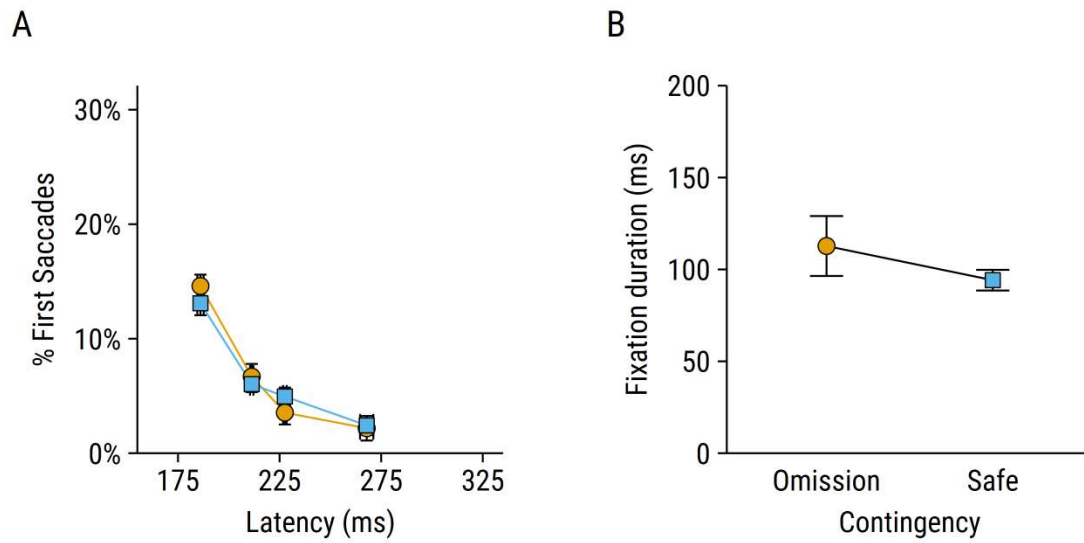 A
30%
20%
10%
0%
% First Saccades
175 225 275 325
Latency (ms)
B
200
150
100
50
0
Fixation duration (ms)
Omission Safe
Contingency